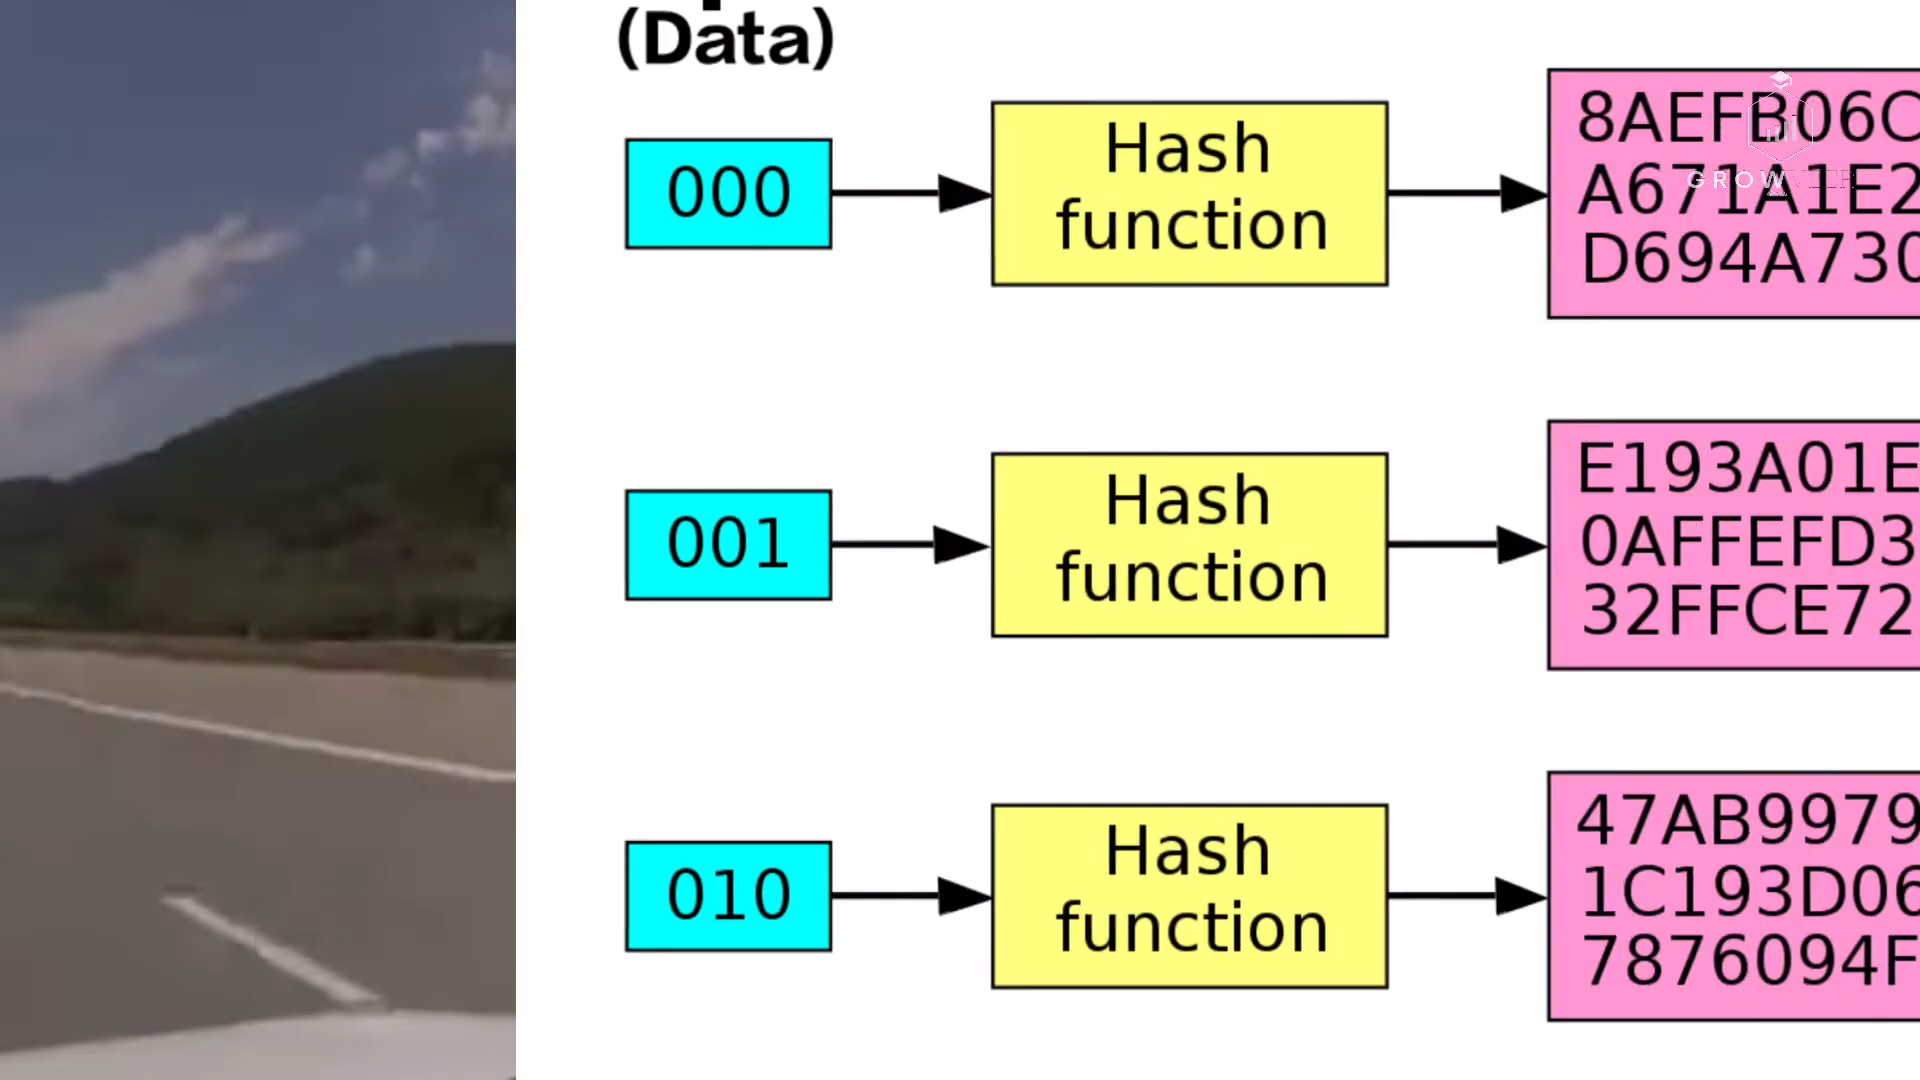 (Data)
000
Hash
function
8AEFB06C
A671A1E2
D694A730
GROW
001
Hash
function
E193A01E
0AFFEFD3
32FFCE72
010
Hash
function
47AB9979
1C193D06
7876094F